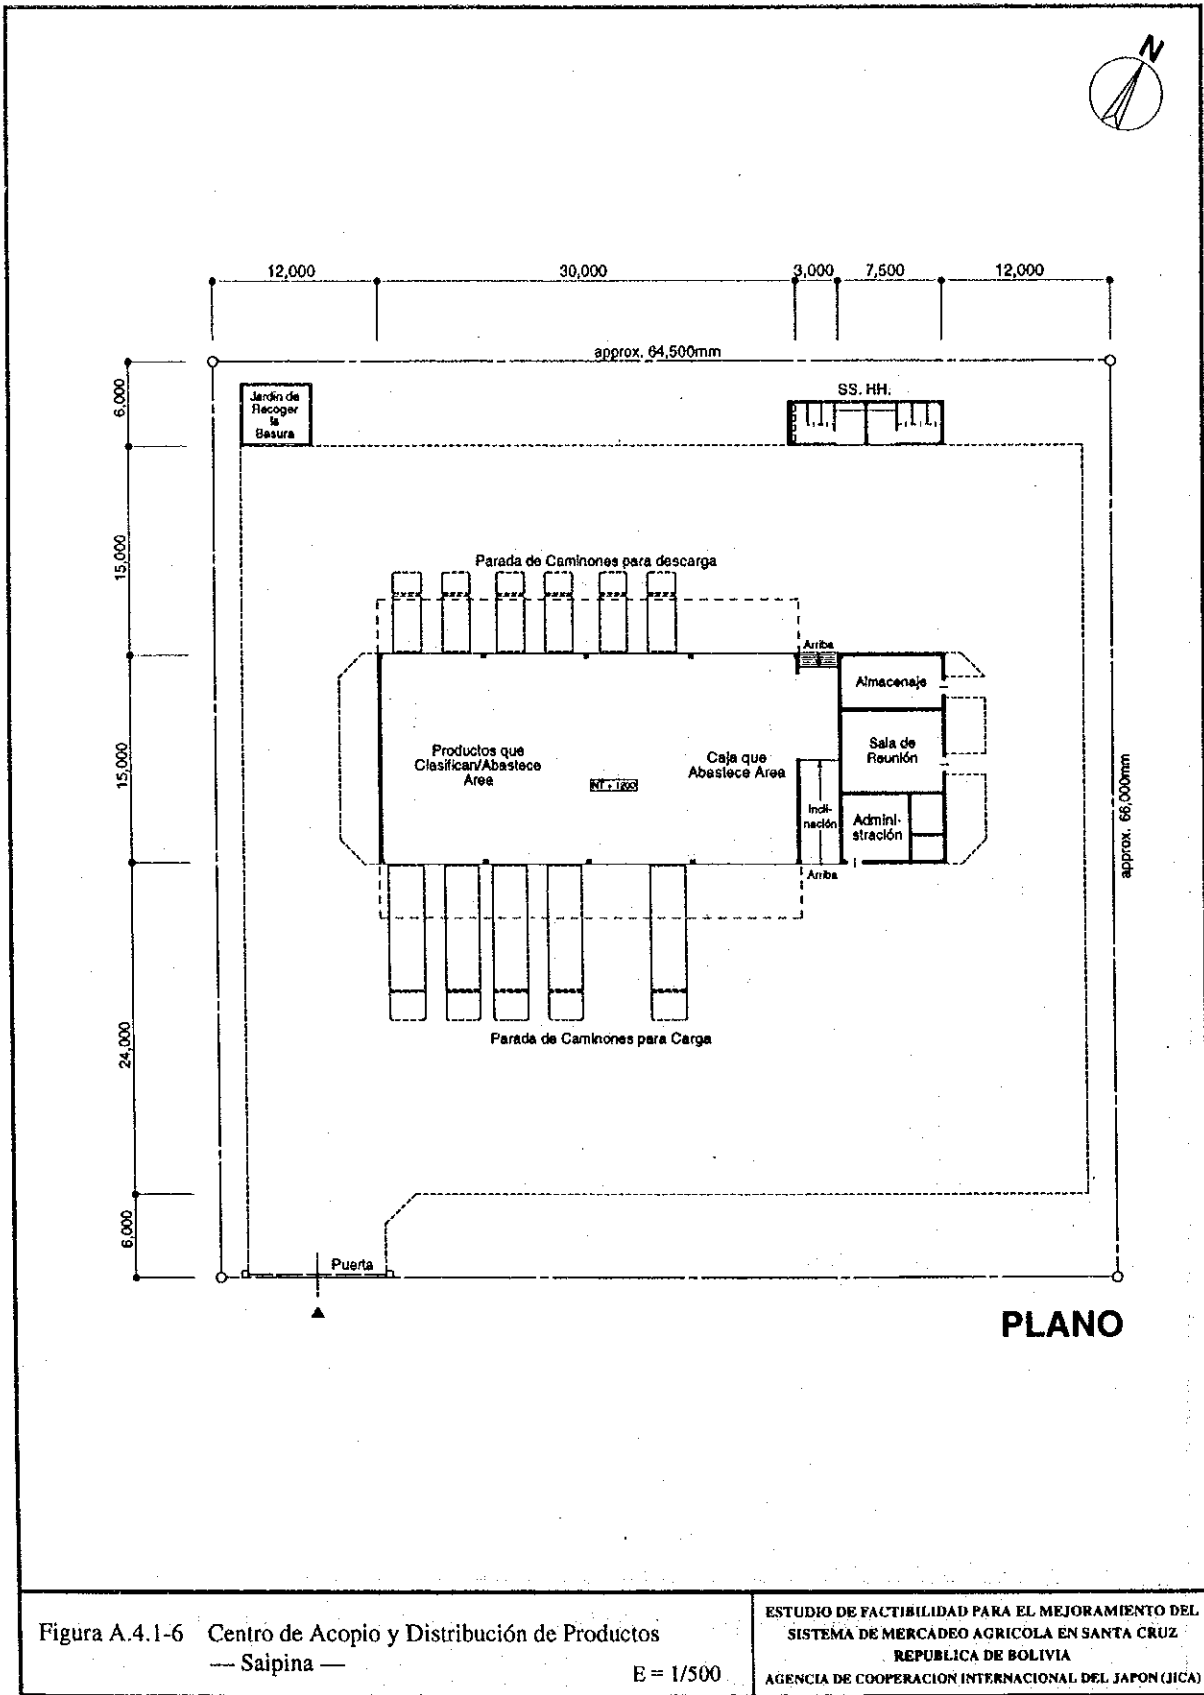 N
12,000
30,000
3,000
7,500
12,000
approx. 64,500mm
6,000
Jardín de
Recoger
la
Basura
SS. HH.
15,000
Parada de Caminones para descarga
Arriba
Almacenaje
Productos que
Clasifican/Abastece
Area
Caja que
Abastece Area
Sala de
Reunión
15,000
approx. 66,000mm
Incli-
nación
Admini-
stración
Arriba
24,000
Parada de Caminones para Carga
6,000
Puerta
PLANO
Figura A.4.1-6 Centro de Acopio y Distribución de Productos
— Saipina —
E = 1/500
ESTUDIO DE FACTIBILIDAD PARA EL MEJORAMIENTO DEL
SISTEMA DE MERCADEO AGRICOLA EN SANTA CRUZ
REPUBLICA DE BOLIVIA
AGENCIA DE COOPERACION INTERNACIONAL DEL JAPON (JICA)